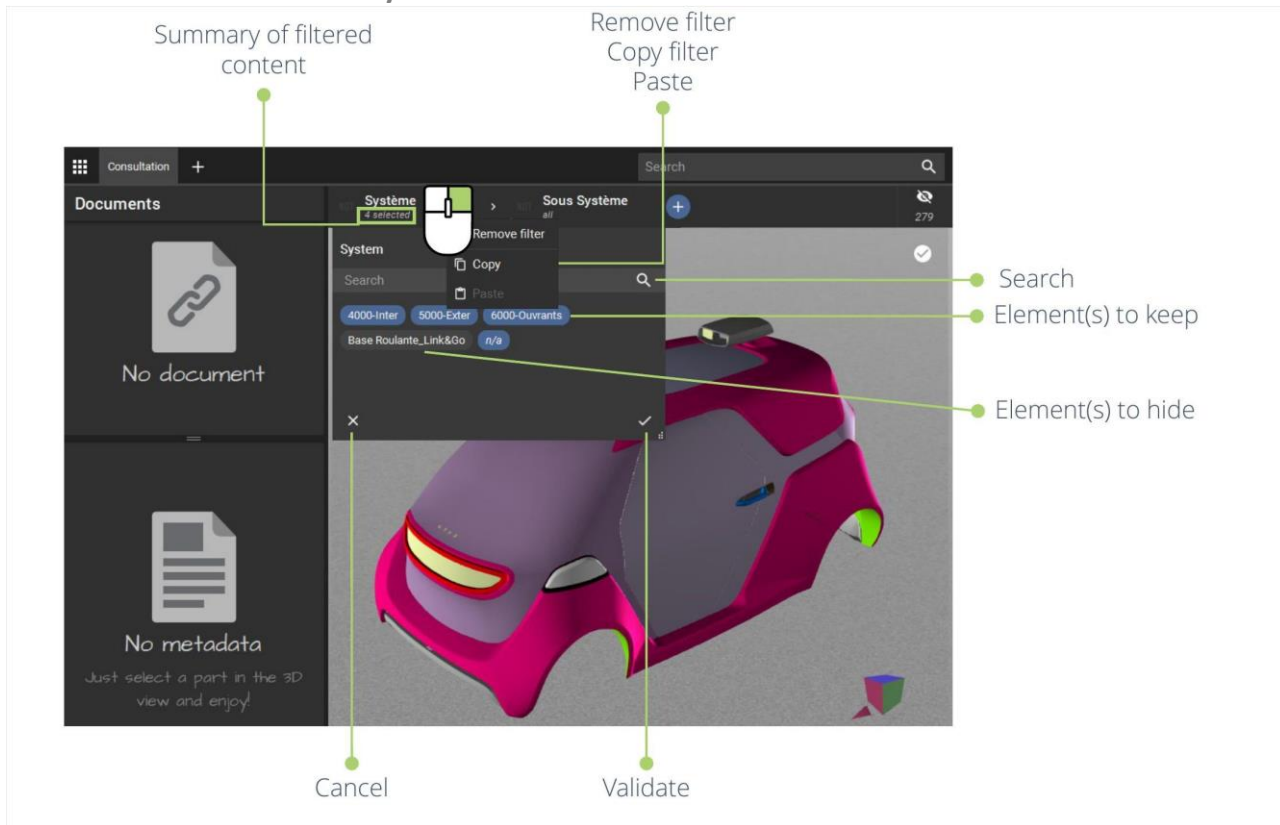 Summary of filtered
content
Remove filter
Copy filter
Paste
Consultation
Search
Documents
Système
4 selected
Sous Système
all
279
Remove filter
System
Copy
Search
Paste
4000-Inter
5000-Exter
6000-Ouvrants
Base Roulante_Link&Go
n/a
Search
Element(s) to keep
Element(s) to hide
No document
No metadata
Just select a part in the 3D
view and enjoy!
Cancel
Validate